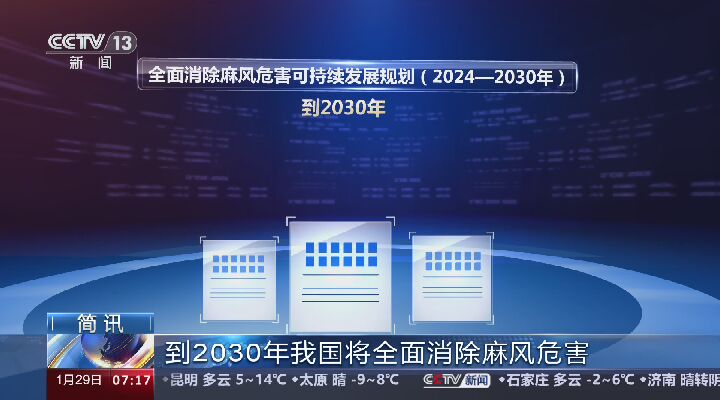 CCTV 13
新闻
全面消除麻风危害可持续发展规划（2024—2030年）
到2030年
简讯
到2030年我国将全面消除麻风危害
1月29日 07:17 昆明 多云 5~14℃ 太原 晴 -9~8℃ CCTV 新闻 石家庄 多云 -2~6℃ 济南 晴转阴